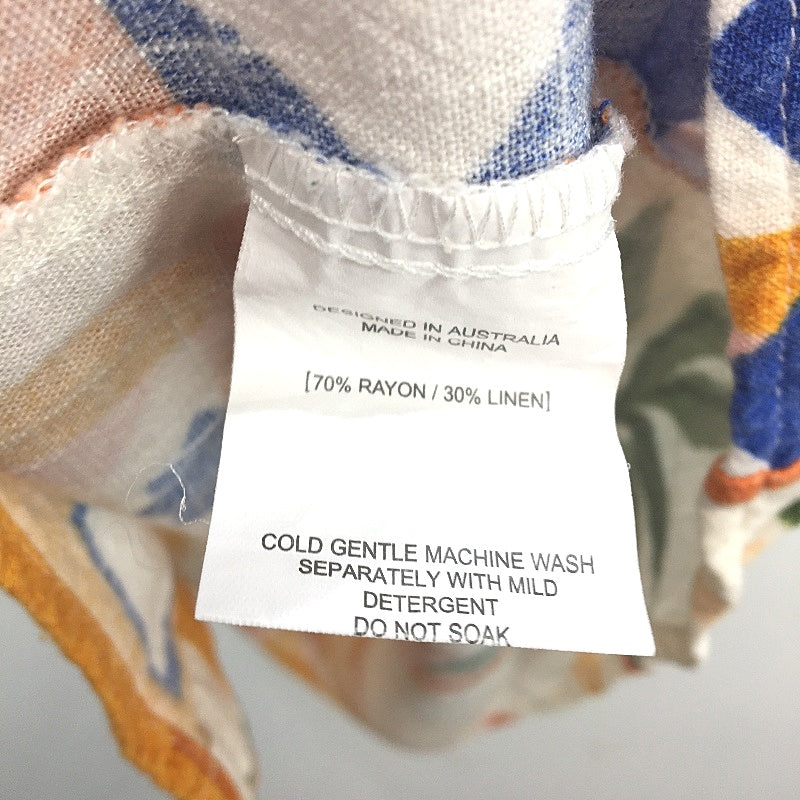 DESIGNED IN AUSTRALIA
MADE IN CHINA
[70% RAYON / 30% LINEN]
COLD GENTLE MACHINE WASH
SEPARATELY WITH MILD
DETERGENT
DO NOT SOAK